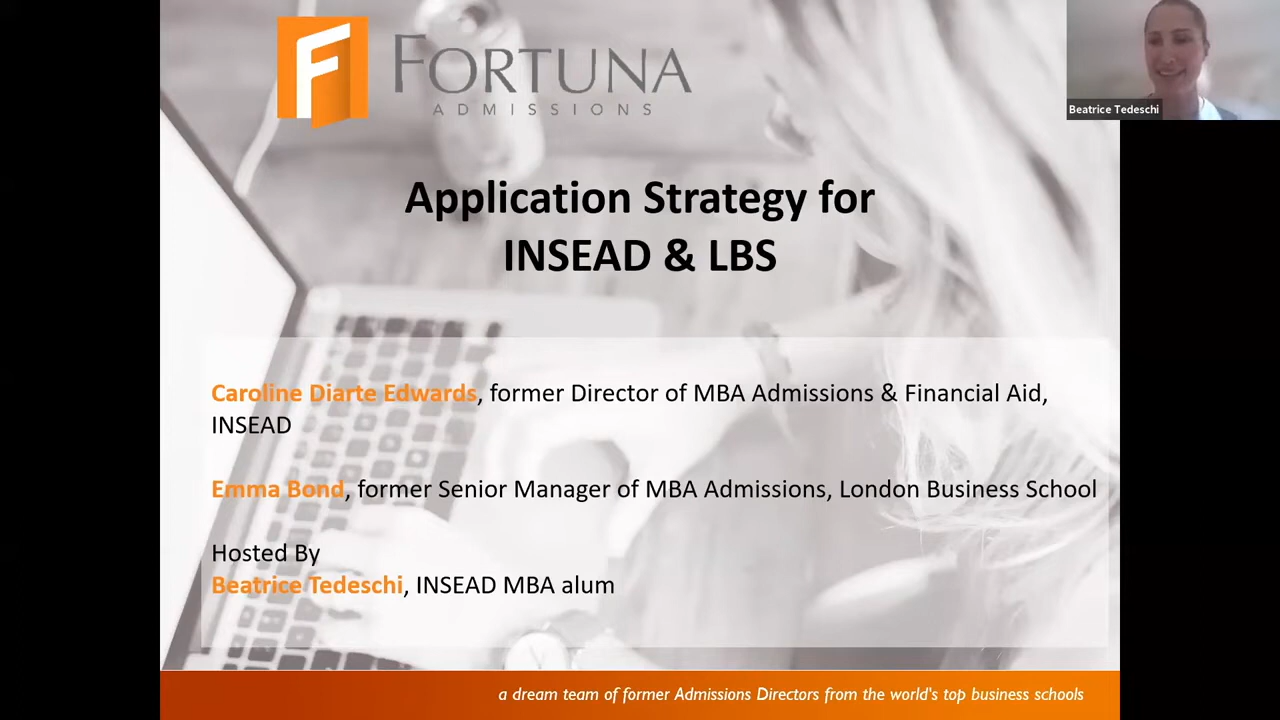 FORTUNA
ADMISSIONS
Beatrice Tedeschi
Application Strategy for
INSEAD & LBS
Caroline Diarte Edwards, former Director of MBA Admissions & Financial Aid,
INSEAD
Emma Bond, former Senior Manager of MBA Admissions, London Business School
Hosted By
Beatrice Tedeschi, INSEAD MBA alum
a dream team of former Admissions Directors from the world's top business schools